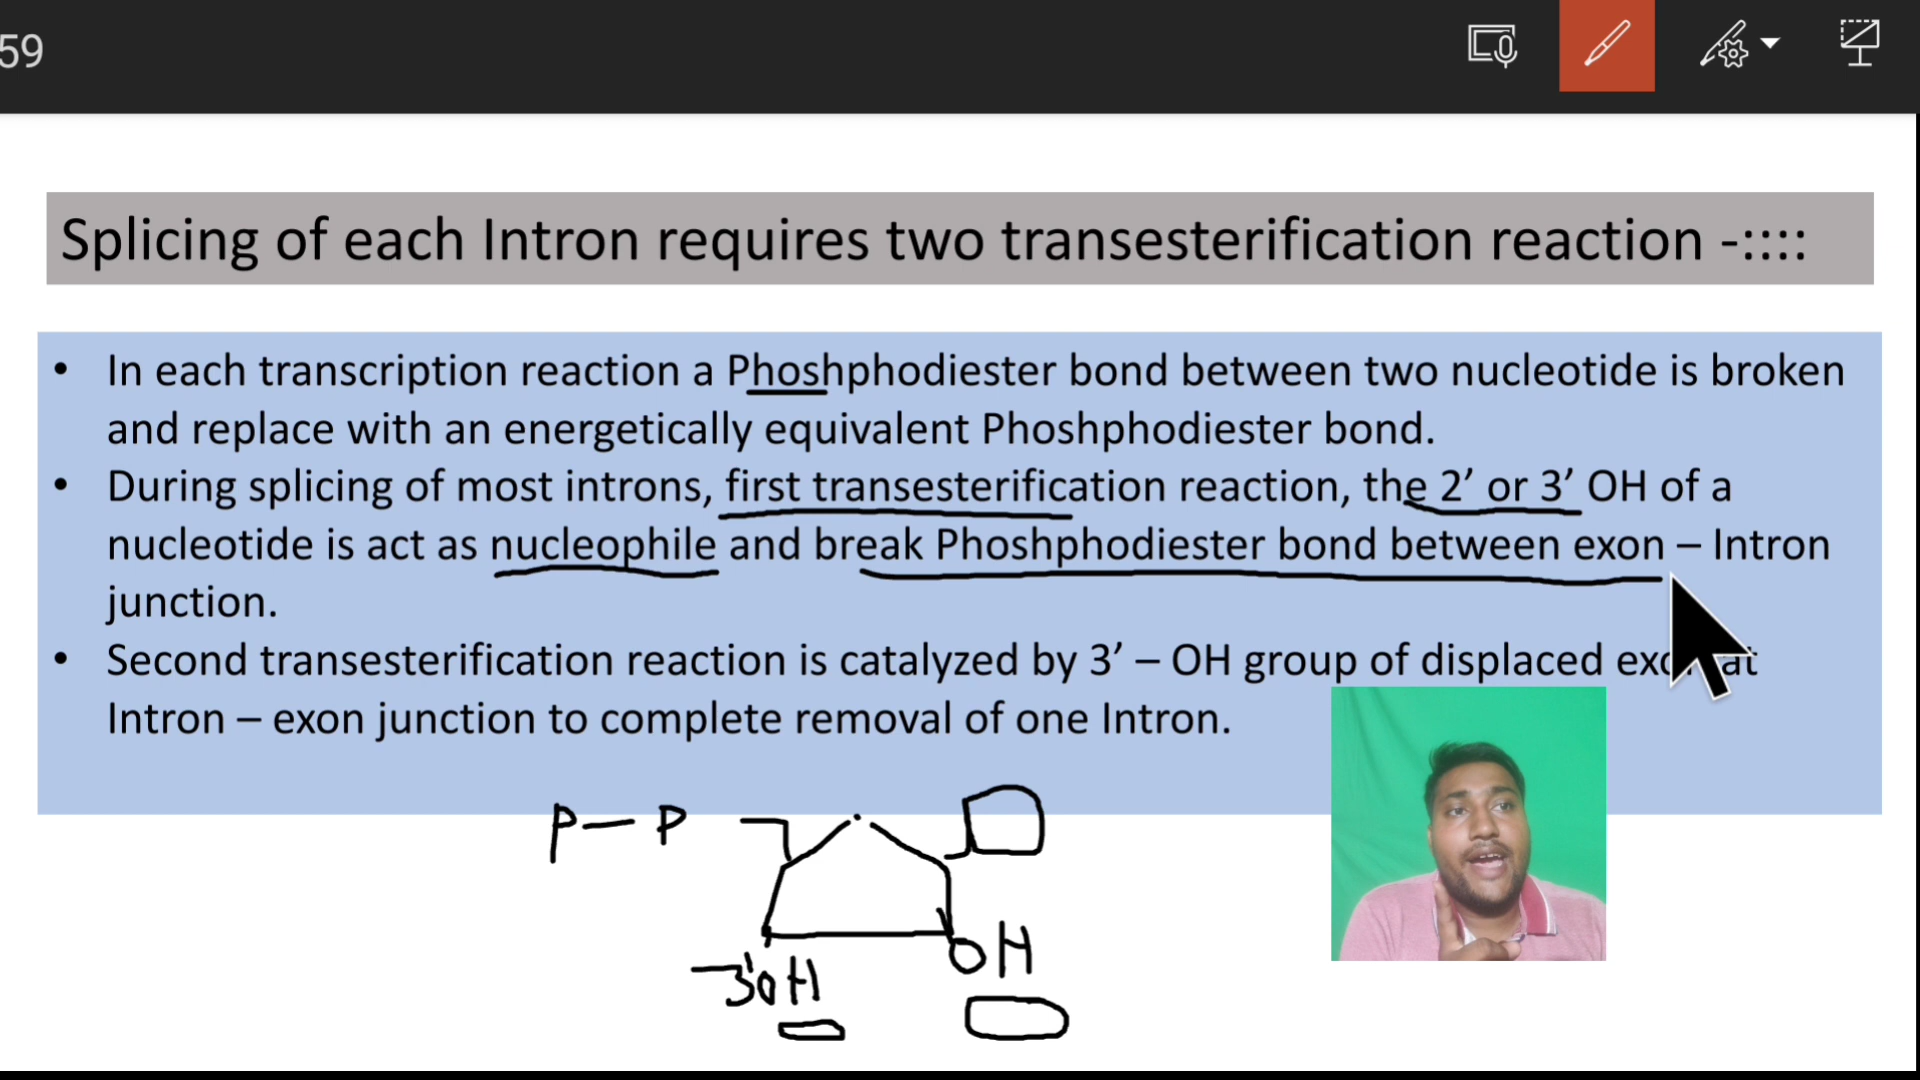 59
Splicing of each Intron requires two transesterification reaction -::::
• In each transcription reaction a Phoshphodiester bond between two nucleotide is broken
and replace with an energetically equivalent Phoshphodiester bond.
• During splicing of most introns, first transesterification reaction, the 2’ or 3’ OH of a
nucleotide is act as nucleophile and break Phoshphodiester bond between exon – Intron
junction.
• Second transesterification reaction is catalyzed by 3’ – OH group of displaced exon at
Intron – exon junction to complete removal of one Intron.
P — P
OH
3'OH